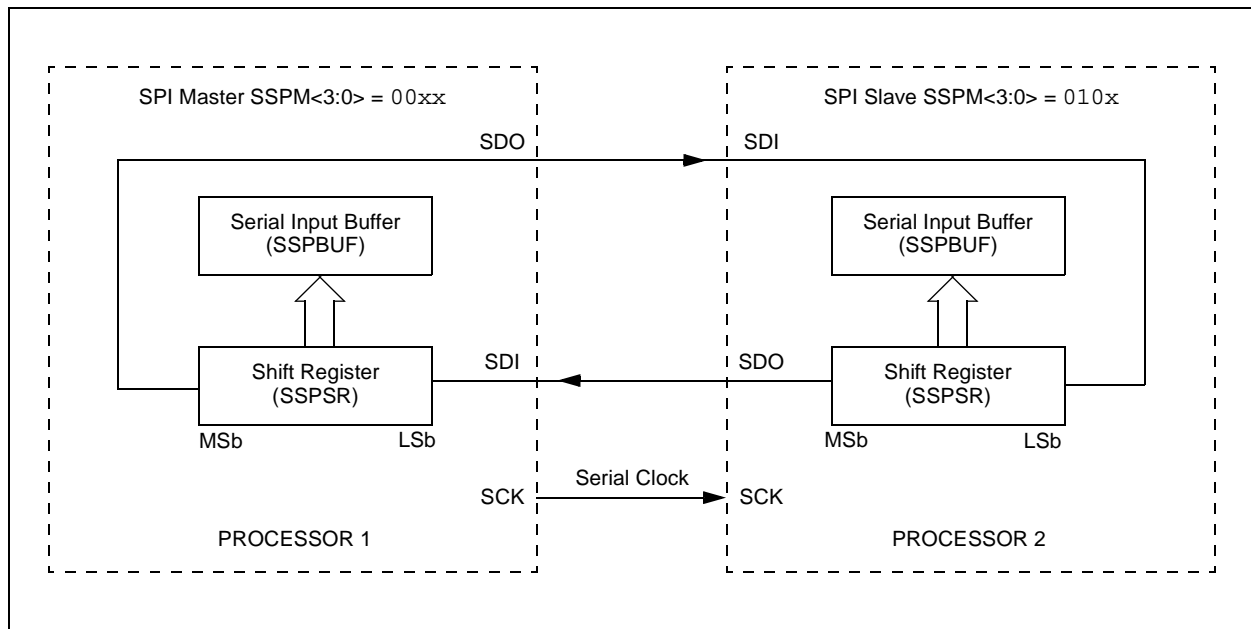 SPI Master SSPM<3:0> = 00xx
SPI Slave SSPM<3:0> = 010x
SDO
SDI
Serial Input Buffer
(SSPBUF)
Serial Input Buffer
(SSPBUF)
SDI
SDO
Shift Register
(SSPSR)
Shift Register
(SSPSR)
MSb
LSb
MSb
LSb
Serial Clock
SCK
SCK
PROCESSOR 1
PROCESSOR 2